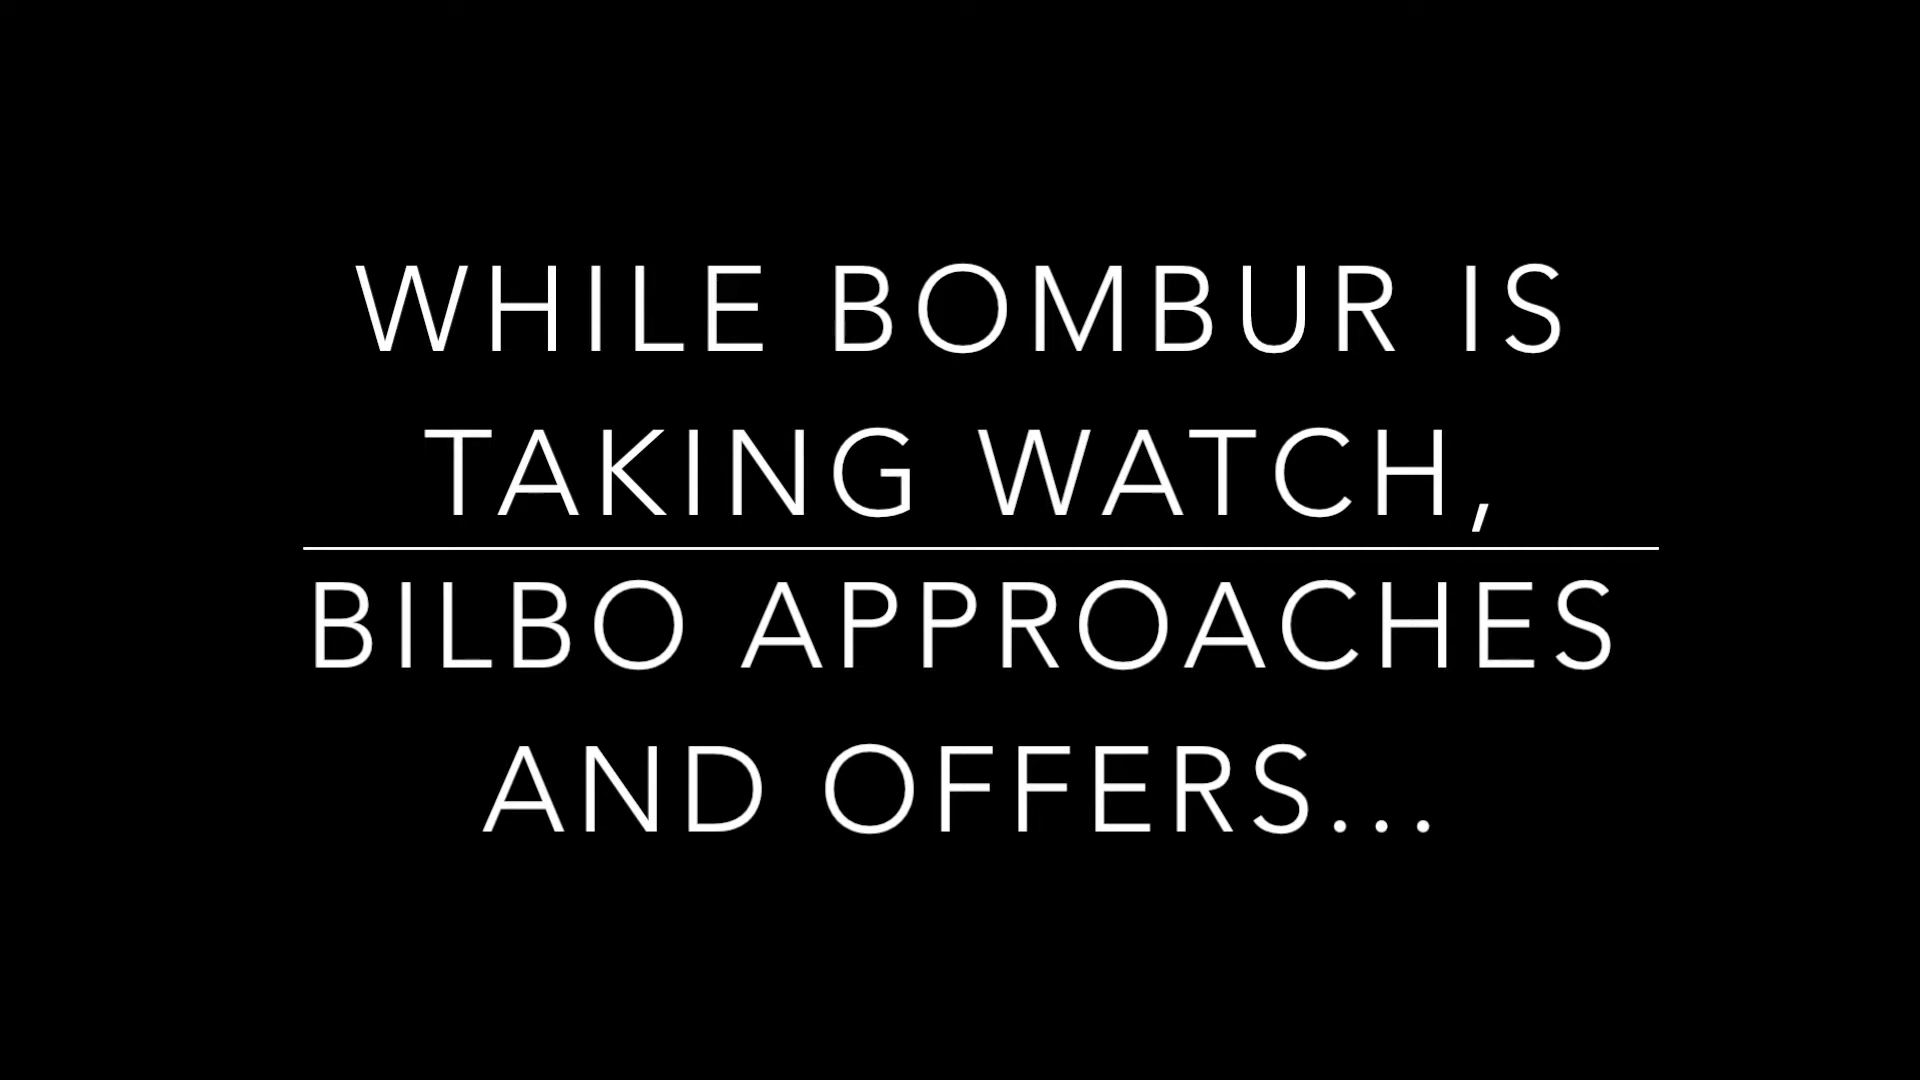 WHILE BOMBUR IS
TAKING WATCH,
BILBO APPROACHES
AND OFFERS...